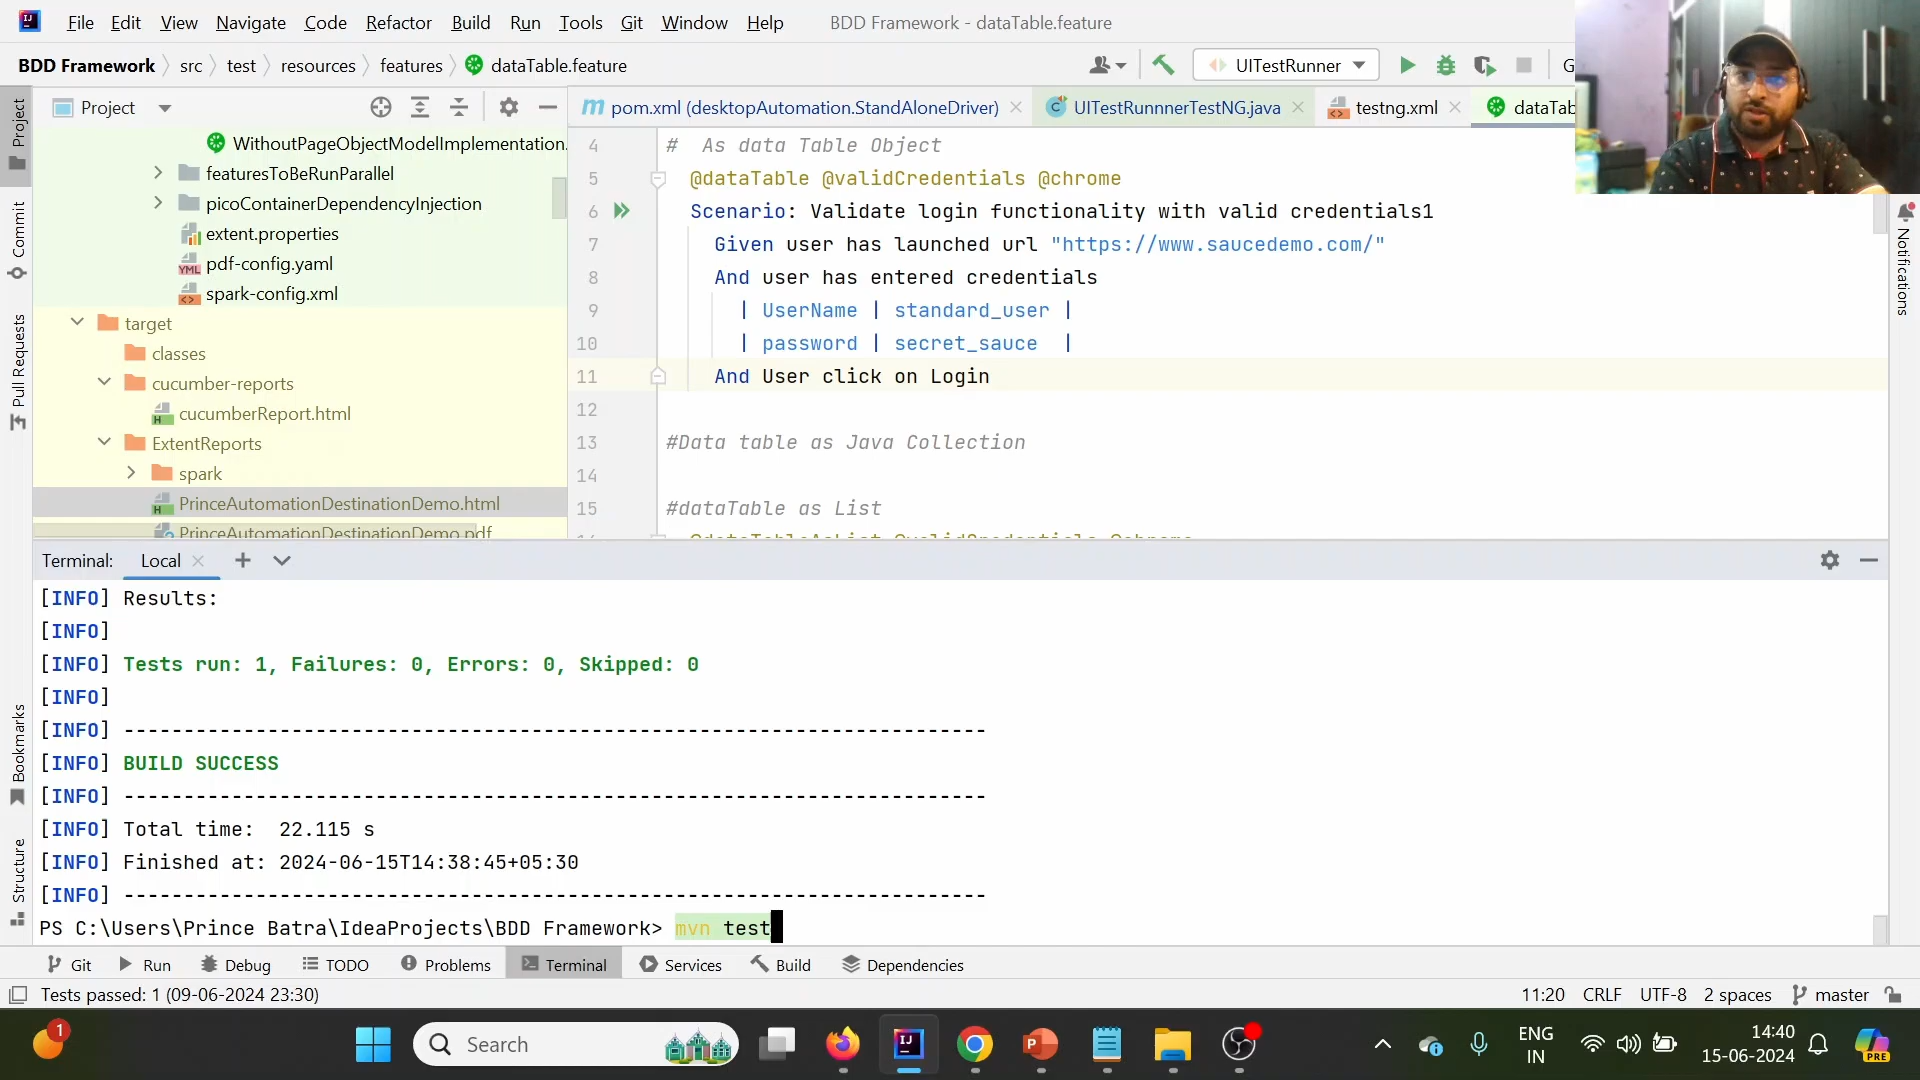 File Edit View Navigate Code Refactor Build Run Tools Git Window Help BDD Framework - dataTable.feature
BDD Framework src test resources features dataTable.feature UITestRunner G
Project
pom.xml (desktopAutomation.StandAloneDriver) UITestRunnnerTestNG.java testng.xml dataTab
Project
Commit
Pull Requests
Bookmarks
Structure
WithoutPageObjectModelImplementation.
featuresToBeRunParallel
picoContainerDependencyInjection
extent.properties
YML pdf-config.yaml
spark-config.xml
target
classes
cucumber-reports
H cucumberReport.html
ExtentReports
spark
H PrinceAutomationDestinationDemo.html
PrinceAutomationDestinationDemo.pdf
4 # As data Table Object
5 @dataTable @validCredentials @chrome
6 Scenario: Validate login functionality with valid credentials1
7 Given user has launched url "https://www.saucedemo.com/"
8 And user has entered credentials
9 | UserName | standard_user |
10 | password | secret_sauce |
11 And User click on Login
12
13 #Data table as Java Collection
14
15 #dataTable as List
@dataTableAsList @validCredentials @chrome
Notifications
Terminal: Local
[INFO] Results:
[INFO]
[INFO] Tests run: 1, Failures: 0, Errors: 0, Skipped: 0
[INFO]
[INFO] ------------------------------------------------------------------------
[INFO] BUILD SUCCESS
[INFO] ------------------------------------------------------------------------
[INFO] Total time:  22.115 s
[INFO] Finished at: 2024-06-15T14:38:45+05:30
[INFO] ------------------------------------------------------------------------
PS C:\Users\Prince Batra\IdeaProjects\BDD Framework> mvn test
Git Run Debug TODO Problems Terminal Services Build Dependencies
Tests passed: 1 (09-06-2024 23:30) 11:20 CRLF UTF-8 2 spaces master
1 Search ENG IN 14:40 15-06-2024 PRE